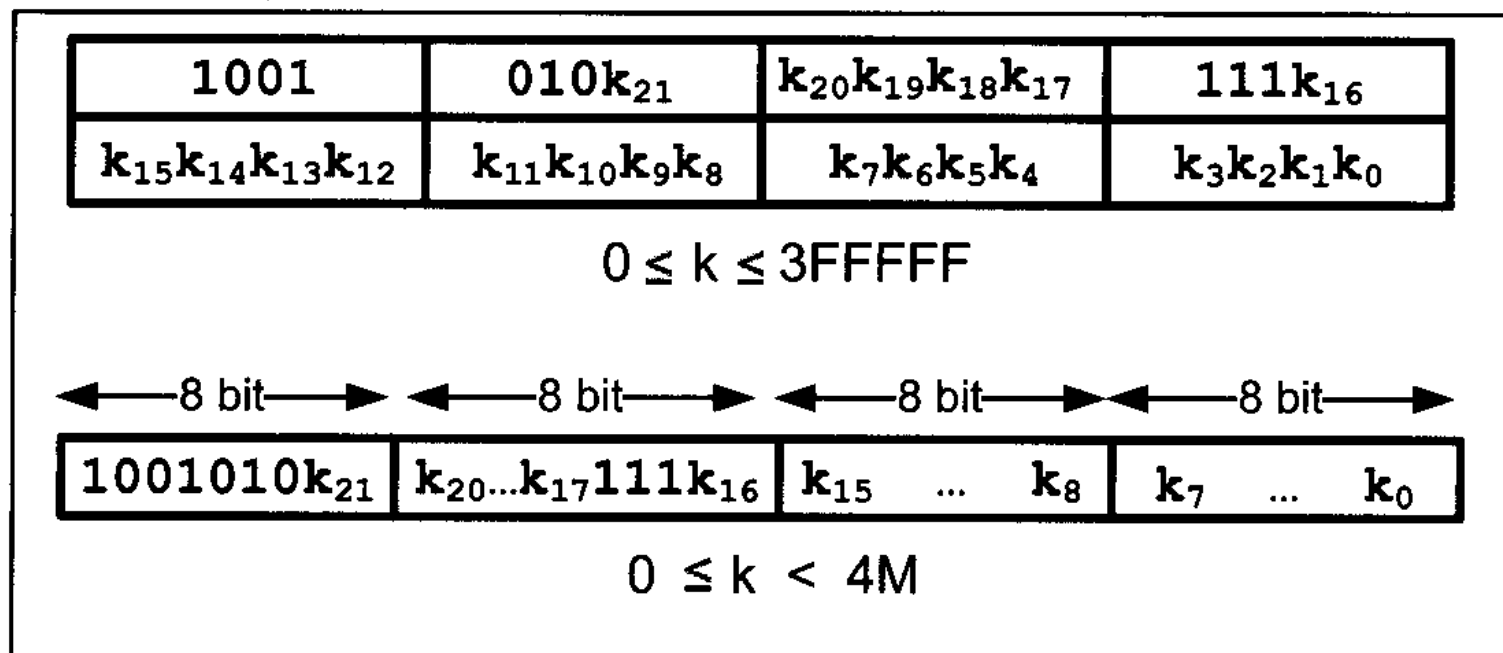 1001 010k₂₁ k₂₀k₁₉k₁₈k₁₇ 111k₁₆
k₁₅k₁₄k₁₃k₁₂ k₁₁k₁₀k₉k₈ k₇k₆k₅k₄ k₃k₂k₁k₀
0 ≤ k ≤ 3FFFFF
8 bit 8 bit 8 bit 8 bit
1001010k₂₁ k₂₀...k₁₇111k₁₆ k₁₅ ... k₈ k₇ ... k₀
0 ≤ k < 4M